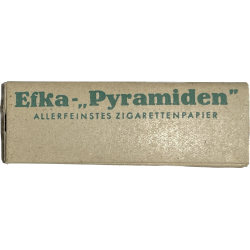 Efka-„Pyramiden”
ALLERFEINSTES ZIGARETTENPAPIER